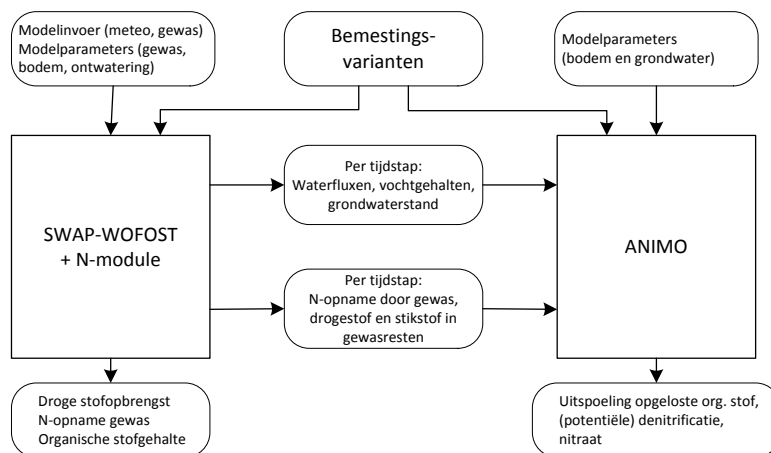 Modelinvoer (meteo, gewas)
Modelparameters (gewas,
bodem, ontwatering)
Bemestings-
varianten
Modelparameters
(bodem en grondwater)
SWAP-WOFOST
+ N-module
Per tijdstap:
Waterfluxen, vochtgehalten,
grondwaterstand
Per tijdstap:
N-opname door gewas,
drogestof en stikstof in
gewasresten
ANIMO
Droge stofopbrengst
N-opname gewas
Organische stofgehalte
Uitspoeling opgeloste org. stof,
(potentiële) denitrificatie,
nitraat